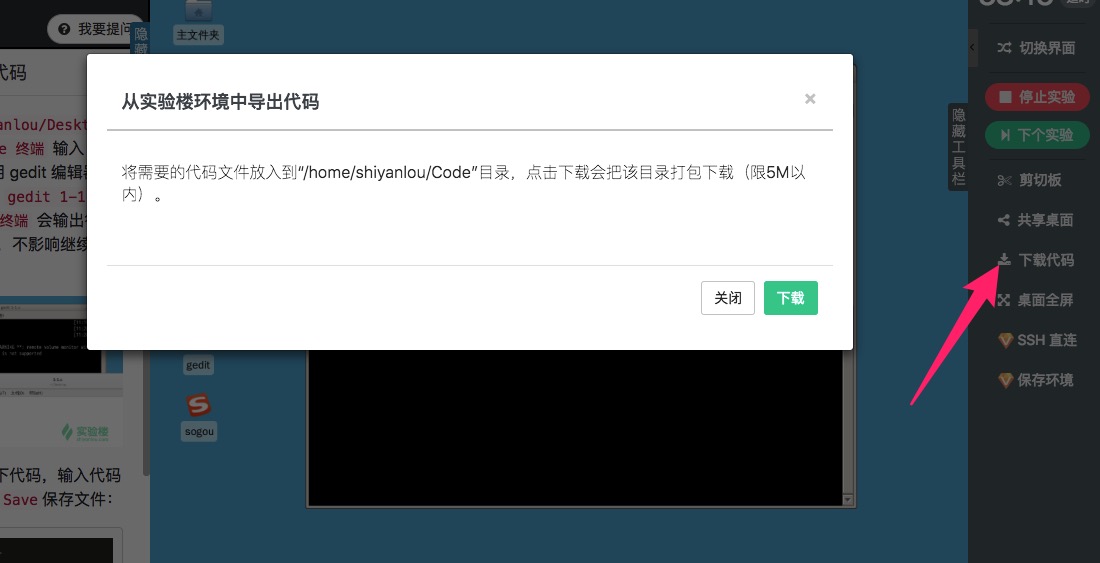 我要提问
隐藏
主文件夹
代码
切换界面
从实验楼环境中导出代码
×
停止实验
下个实验
隐藏工具栏
将需要的代码文件放入到“/home/shiyanlou/Code”目录，点击下载会把该目录打包下载（限5M以
内）。
anlou/Deskt
e 终端 输入
用 gedit 编辑器
gedit 1-1
终端 会输出
，不影响继续
剪切板
共享桌面
下载代码
桌面全屏
SSH 直连
保存环境
关闭
下载
gedit
sogou
实验楼
下代码，输入代码
Save 保存文件：